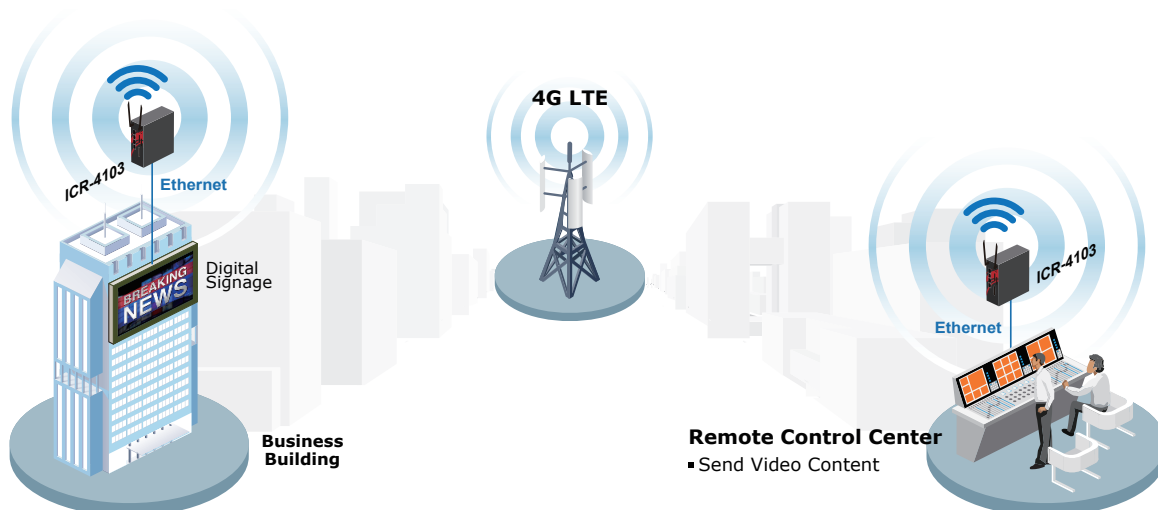 4G LTE
ICR-4103
Ethernet
Digital
Signage
BREAKING
NEWS
Business
Building
ICR-4103
Ethernet
Remote Control Center
▪ Send Video Content